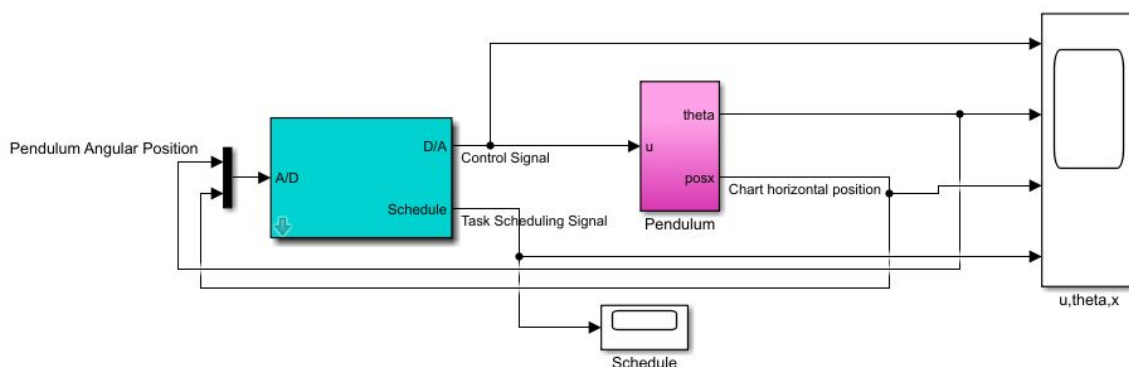 Pendulum Angular Position
A/D
D/A
Schedule
Control Signal
Task Scheduling Signal
u
theta
posx
Pendulum
Chart horizontal position
u,theta,x
Schedule